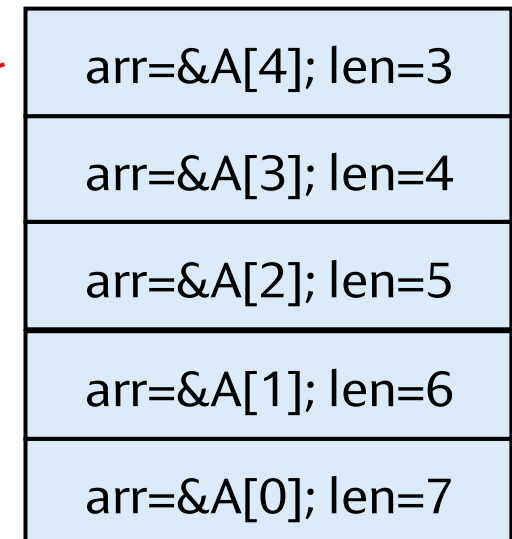 arr=&A[4]; len=3
arr=&A[3]; len=4
arr=&A[2]; len=5
arr=&A[1]; len=6
arr=&A[0]; len=7